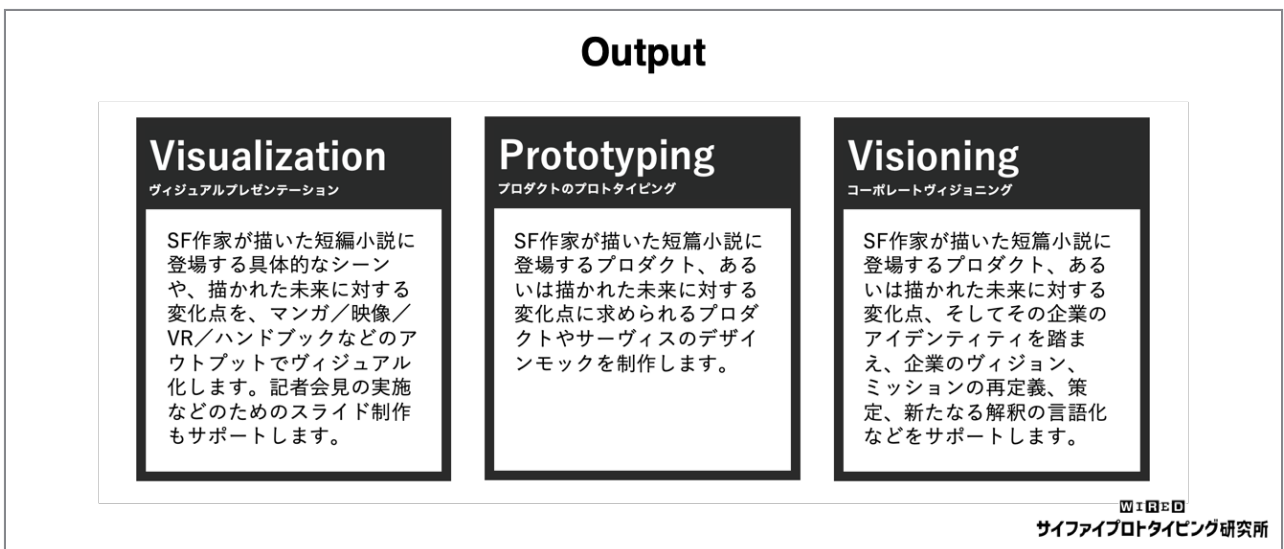 Output
Visualization
ヴィジュアルプレゼンテーション
SF作家が描いた短編小説に
登場する具体的なシーン
や、描かれた未来に対する
変化点を、マンガ／映像／
VR／ハンドブックなどのア
ウトプットでヴィジュアル
化します。記者会見の実施
などのためのスライド制作
もサポートします。
Prototyping
プロダクトのプロトタイピング
SF作家が描いた短篇小説に
登場するプロダクト、ある
いは描かれた未来に対する
変化点に求められるプロダ
クトやサーヴィスのデザイ
ンモックを制作します。
Visioning
コーポレートヴィジョニング
SF作家が描いた短篇小説に
登場するプロダクト、ある
いは描かれた未来に対する
変化点、そしてその企業の
アイデンティティを踏ま
え、企業のヴィジョン、
ミッションの再定義、策
定、新たなる解釈の言語化
などをサポートします。
WIRED
サイファイプロトタイピング研究所